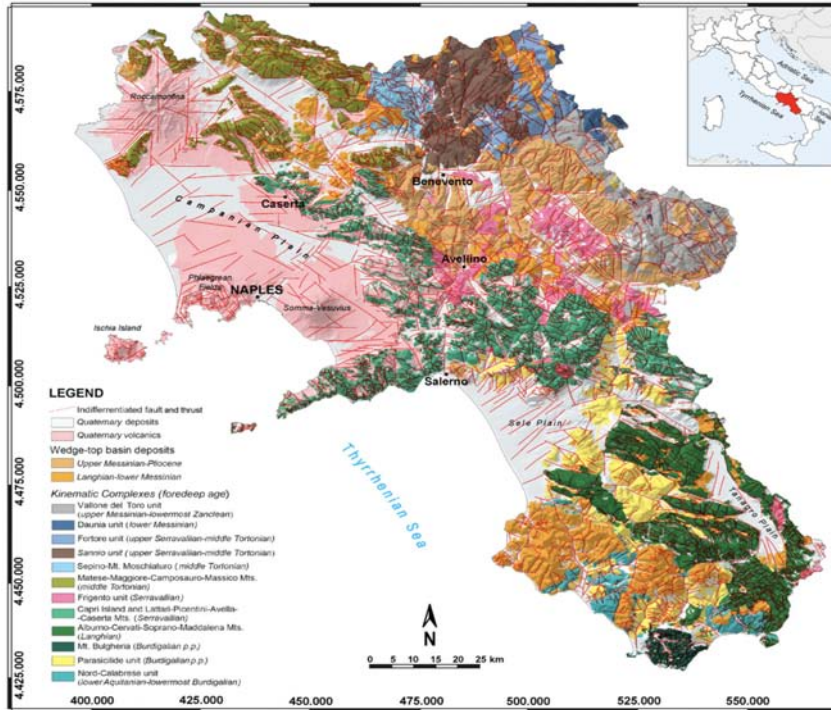 Adriatic Sea
Tyrrhenian Sea
4.575.000
4.550.000
4.525.000
4.500.000
4.475.000
4.450.000
4.425.000
Roccamonfina
Benevento
Caserta
Campanian Plain
Avellino
Phlaegrean
Fields
NAPLES
Somma-Vesuvius
Ischia Island
Salerno
Sele Plain
Tanagro Plain
Thyrrhenian Sea
LEGEND
Indifferentiated fault and thrust
Quaternary deposits
Quaternary volcanics
Wedge-top basin deposits
Upper Messinian-Pliocene
Langhian-lower Messinian
Kinematic Complexes (foredeep age)
Vallone del Toro unit
(upper Messinian-lowermost Zanclean)
Daunia unit (lower Messinian)
Fortore unit (upper Serravallian-middle Tortonian)
Sannio unit (upper Serravallian-middle Tortonian)
Sepino-Mt. Moschiaturo (middle Tortonian)
Matese-Maggiore-Camposauro-Massico Mts.
(middle Tortonian)
Frigento unit (Serravallian)
Capri Island and Lattari-Picentini-Avella
-Caserta Mts. (Serravallian)
Alburno-Cervati-Soprano-Maddalena Mts.
(Langhian)
Mt. Bulgheria (Burdigalian p.p.)
Parasicilide unit (Burdigalian p.p.)
Nord-Calabrese unit
(lower Aquitanian-lowermost Burdigalian)
N
0 5 10 15 20 25 km
400.000 425.000 450.000 475.000 500.000 525.000 550.000